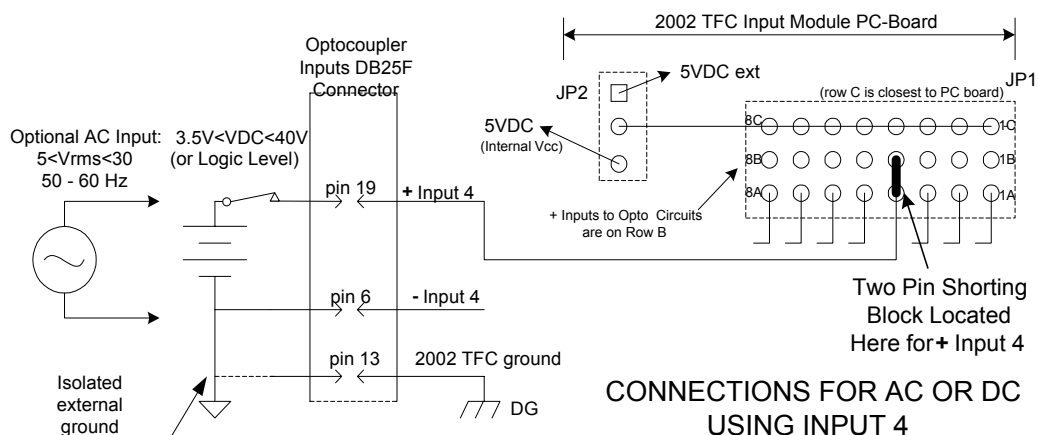 2002 TFC Input Module PC-Board
Optocoupler
Inputs DB25F
Connector
JP2
5VDC ext
JP1
(row C is closest to PC board)
Optional AC Input:
5<Vrms<30
50 - 60 Hz
3.5V<VDC<40V
(or Logic Level)
5VDC
(Internal Vcc)
8C
1C
8B
1B
8A
1A
pin 19
+ Input 4
+ Inputs to Opto Circuits
are on Row B
pin 6
- Input 4
Two Pin Shorting
Block Located
Here for + Input 4
pin 13
2002 TFC ground
DG
Isolated
external
ground
CONNECTIONS FOR AC OR DC
USING INPUT 4